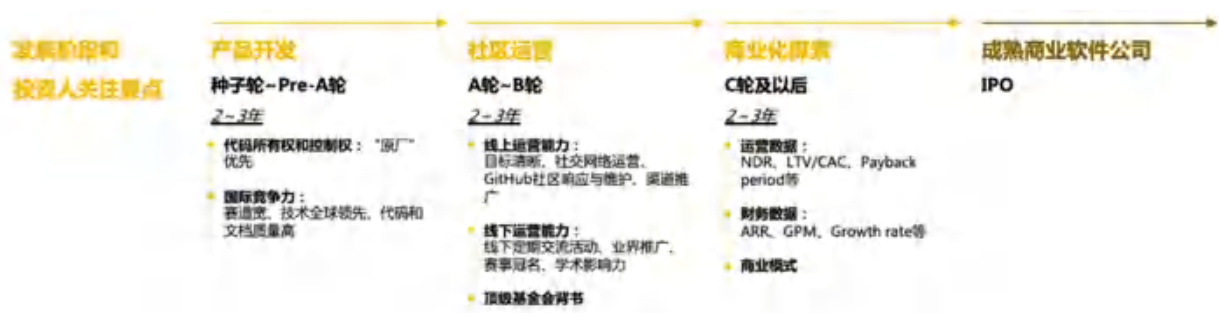 发展阶段和
投资人关注要点
产品开发
种子轮~Pre-A轮
2~3年
代码所有权和控制权："原厂"
优先
国际竞争力：
赛道宽、技术全球领先、代码和
文档质量高
社区运营
A轮~B轮
2~3年
线上运营能力：
目标清晰、社交网络运营、
GitHub社区响应与维护、渠道推
广
线下运营能力：
线下定期交流活动、业界推广、
赛事冠名、学术影响力
顶级基金会背书
商业化探索
C轮及以后
2~3年
运营数据：
NDR、LTV/CAC、Payback
period等
财务数据：
ARR、GPM、Growth rate等
商业模式
成熟商业软件公司
IPO